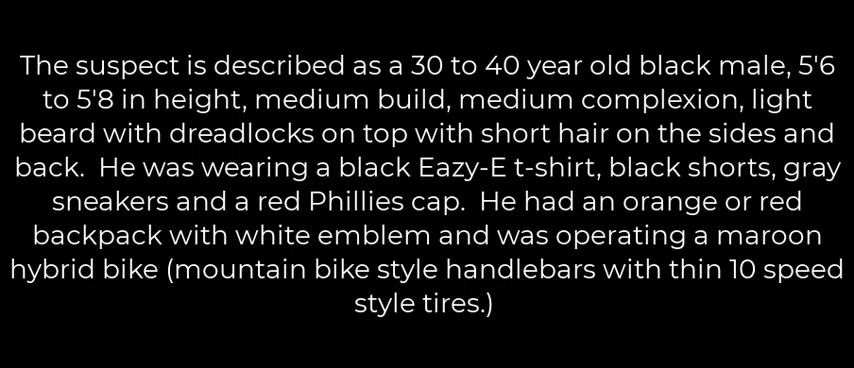 The suspect is described as a 30 to 40 year old black male, 5'6
to 5'8 in height, medium build, medium complexion, light
beard with dreadlocks on top with short hair on the sides and
back.  He was wearing a black Eazy-E t-shirt, black shorts, gray
sneakers and a red Phillies cap.  He had an orange or red
backpack with white emblem and was operating a maroon
hybrid bike (mountain bike style handlebars with thin 10 speed
style tires.)